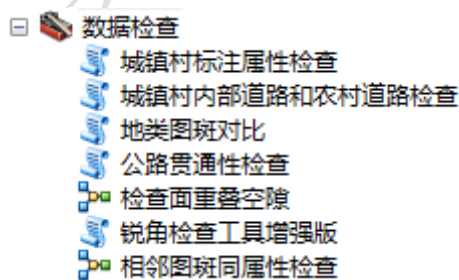 数据检查
城镇村标注属性检查
城镇村内部道路和农村道路检查
地类图斑对比
公路贯通性检查
检查面重叠空隙
锐角检查工具增强版
相邻图斑同属性检查